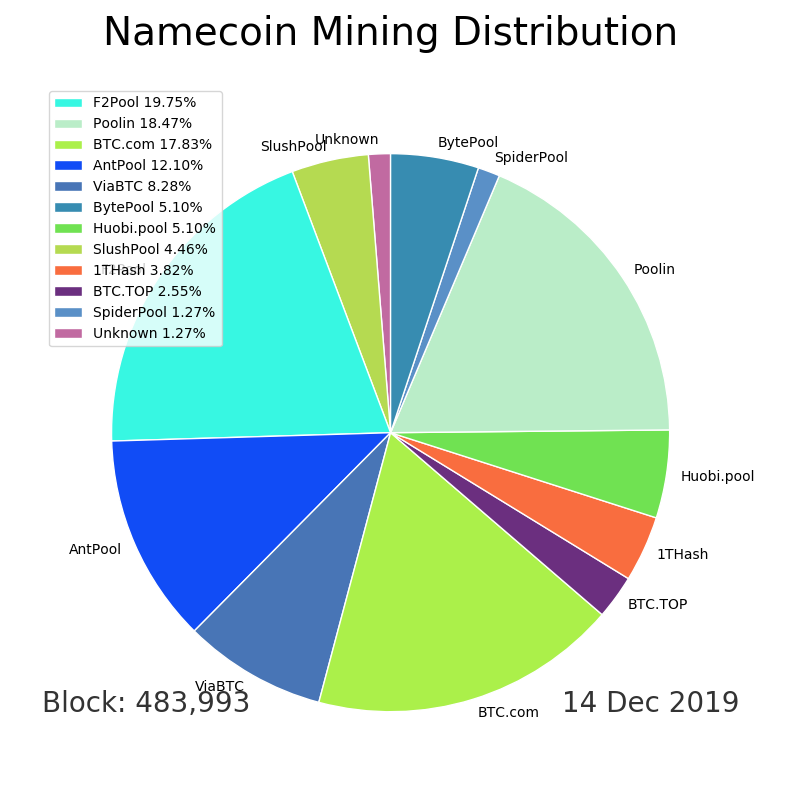 Namecoin Mining Distribution
F2Pool 19.75%
Poolin 18.47%
BTC.com 17.83%
AntPool 12.10%
ViaBTC 8.28%
BytePool 5.10%
Huobi.pool 5.10%
SlushPool 4.46%
1THash 3.82%
BTC.TOP 2.55%
SpiderPool 1.27%
Unknown 1.27%
Unknown
BytePool
SlushPool
SpiderPool
Poolin
Huobi.pool
AntPool
1THash
BTC.TOP
ViaBTC
BTC.com
Block: 483,993
14 Dec 2019